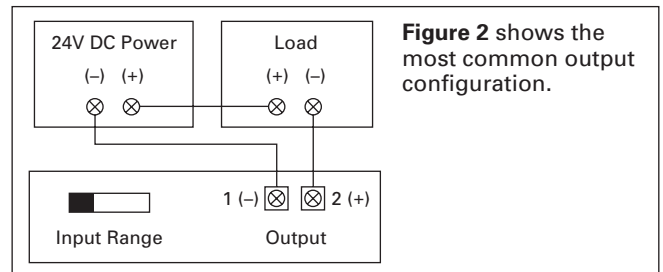 24V DC Power
(–) (+)
Load
(+) (–)
Figure 2 shows the
most common output
configuration.
1 (–)
2 (+)
Input Range
Output